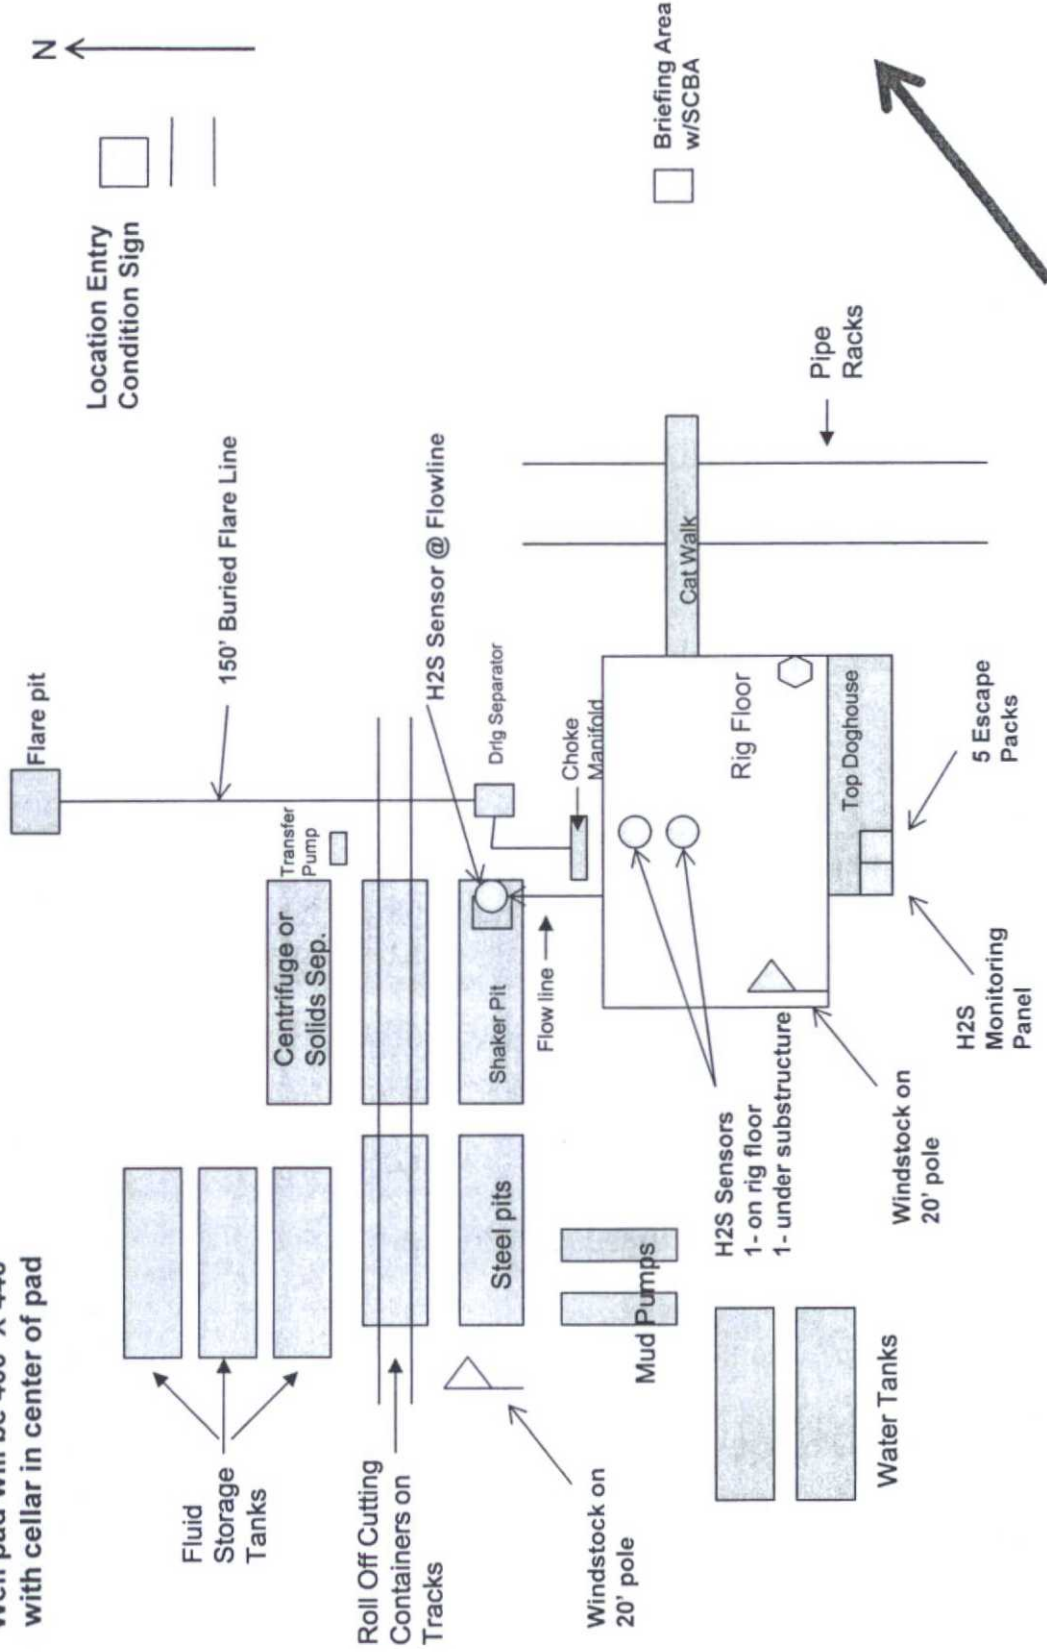 Well pad will be
with cellar in center of pad
Flare pit
N
Location Entry
Condition Sign
150' Buried Flare Line
Fluid
Storage
Tanks
Centrifuge or
Solids Sep.
Transfer
Pump
H2S Sensor @ Flowline
Roll Off Cutting
Containers on
Tracks
Steel pits
Shaker Pit
Drlg Separator
Flow line
Choke
Manifold
Windstock on
20' pole
Mud Pumps
Briefing Area
w/SCBA
Cat Walk
Rig Floor
H2S Sensors
1- on rig floor
1- under substructure
Pipe
Racks
Top Doghouse
Water Tanks
Windstock on
20' pole
H2S
Monitoring
Panel
5 Escape
Packs